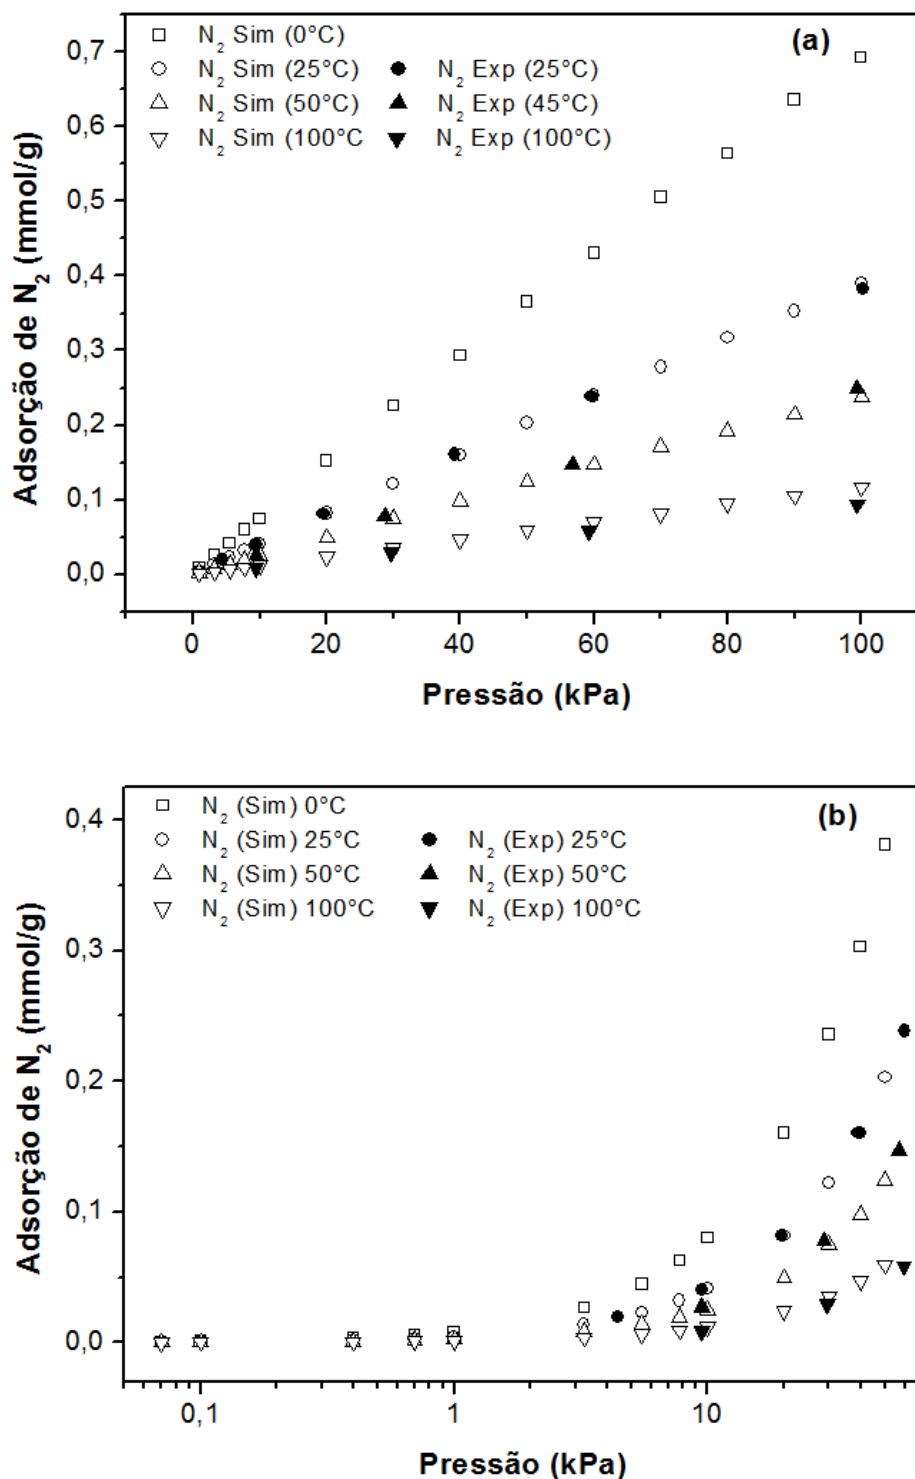 (a)
N₂ Sim (0°C)
N₂ Sim (25°C) N₂ Exp (25°C)
N₂ Sim (50°C) N₂ Exp (45°C)
N₂ Sim (100°C N₂ Exp (100°C)
Adsorção de N₂ (mmol/g)
0,7
0,6
0,5
0,4
0,3
0,2
0,1
0,0
0 20 40 60 80 100
Pressão (kPa)
(b)
N₂ (Sim) 0°C
N₂ (Sim) 25°C N₂ (Exp) 25°C
N₂ (Sim) 50°C N₂ (Exp) 50°C
N₂ (Sim) 100°C N₂ (Exp) 100°C
Adsorção de N₂ (mmol/g)
0,4
0,3
0,2
0,1
0,0
0,1 1 10
Pressão (kPa)